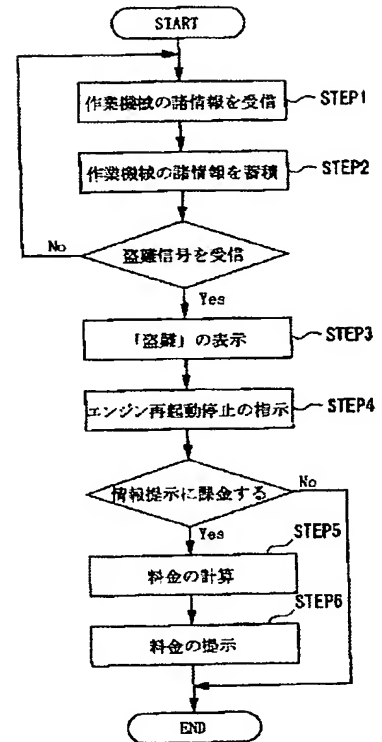 START
作業機械の諸情報を受信
STEP1
作業機械の諸情報を蓄積
STEP2
盗難信号を受信
No
Yes
「盗難」の表示
STEP3
エンジン再起動停止の指示
STEP4
情報提示に課金する
No
Yes
STEP5
料金の計算
STEP6
料金の提示
END